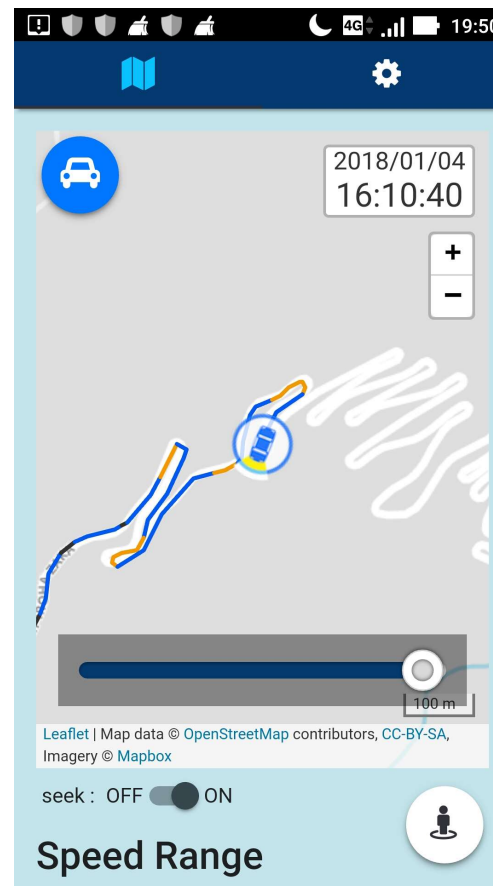 4G 19:50
2018/01/04
16:10:40
+
−
100 m
Leaflet | Map data © OpenStreetMap contributors, CC-BY-SA,
Imagery © Mapbox
seek : OFF ON
Speed Range